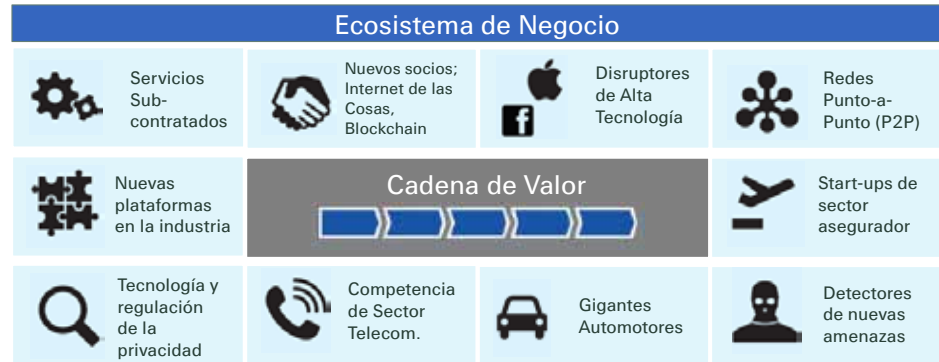 Ecosistema de Negocio
Servicios
Sub-
contratados
Nuevos socios;
Internet de las
Cosas,
Blockchain
Disruptores
de Alta
Tecnología
Redes
Punto-a-
Punto (P2P)
Nuevas
plataformas
en la industria
Cadena de Valor
Start-ups de
sector
asegurador
Tecnología y
regulación
de la
privacidad
Competencia
de Sector
Telecom.
Gigantes
Automotores
Detectores
de nuevas
amenazas